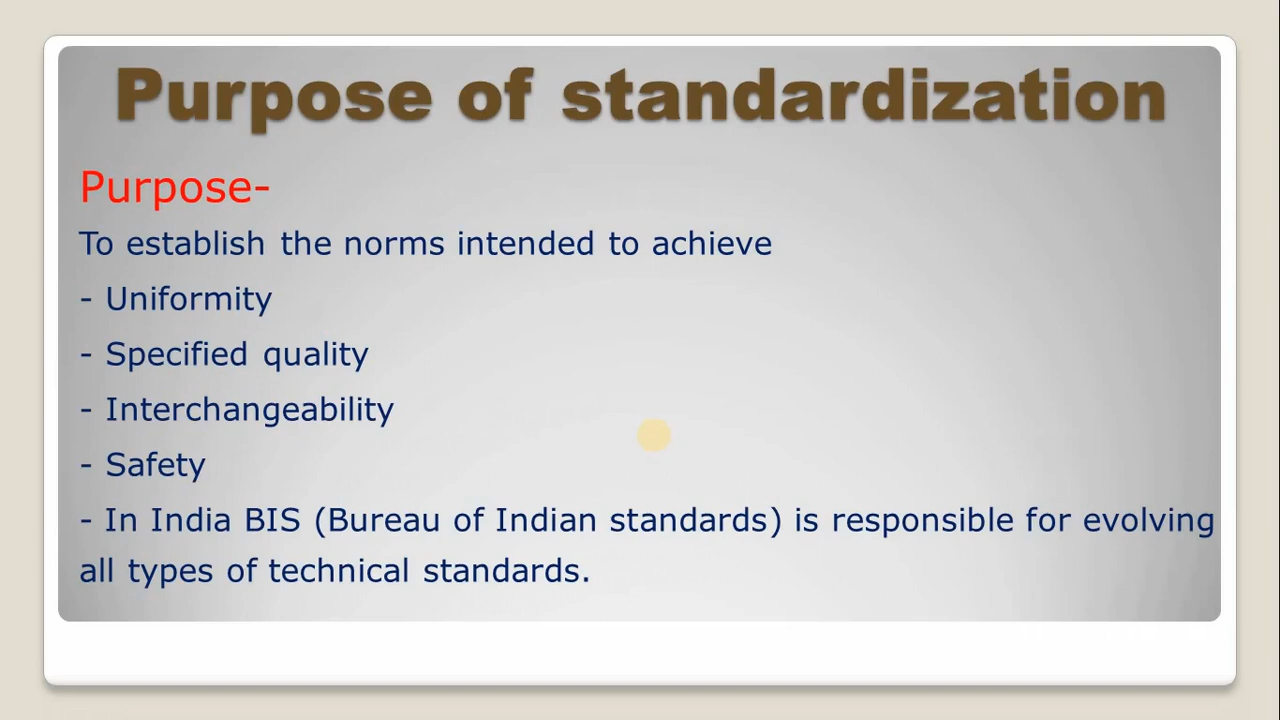 Purpose of standardization
Purpose-
To establish the norms intended to achieve
- Uniformity
- Specified quality
- Interchangeability
- Safety
- In India BIS (Bureau of Indian standards) is responsible for evolving
all types of technical standards.